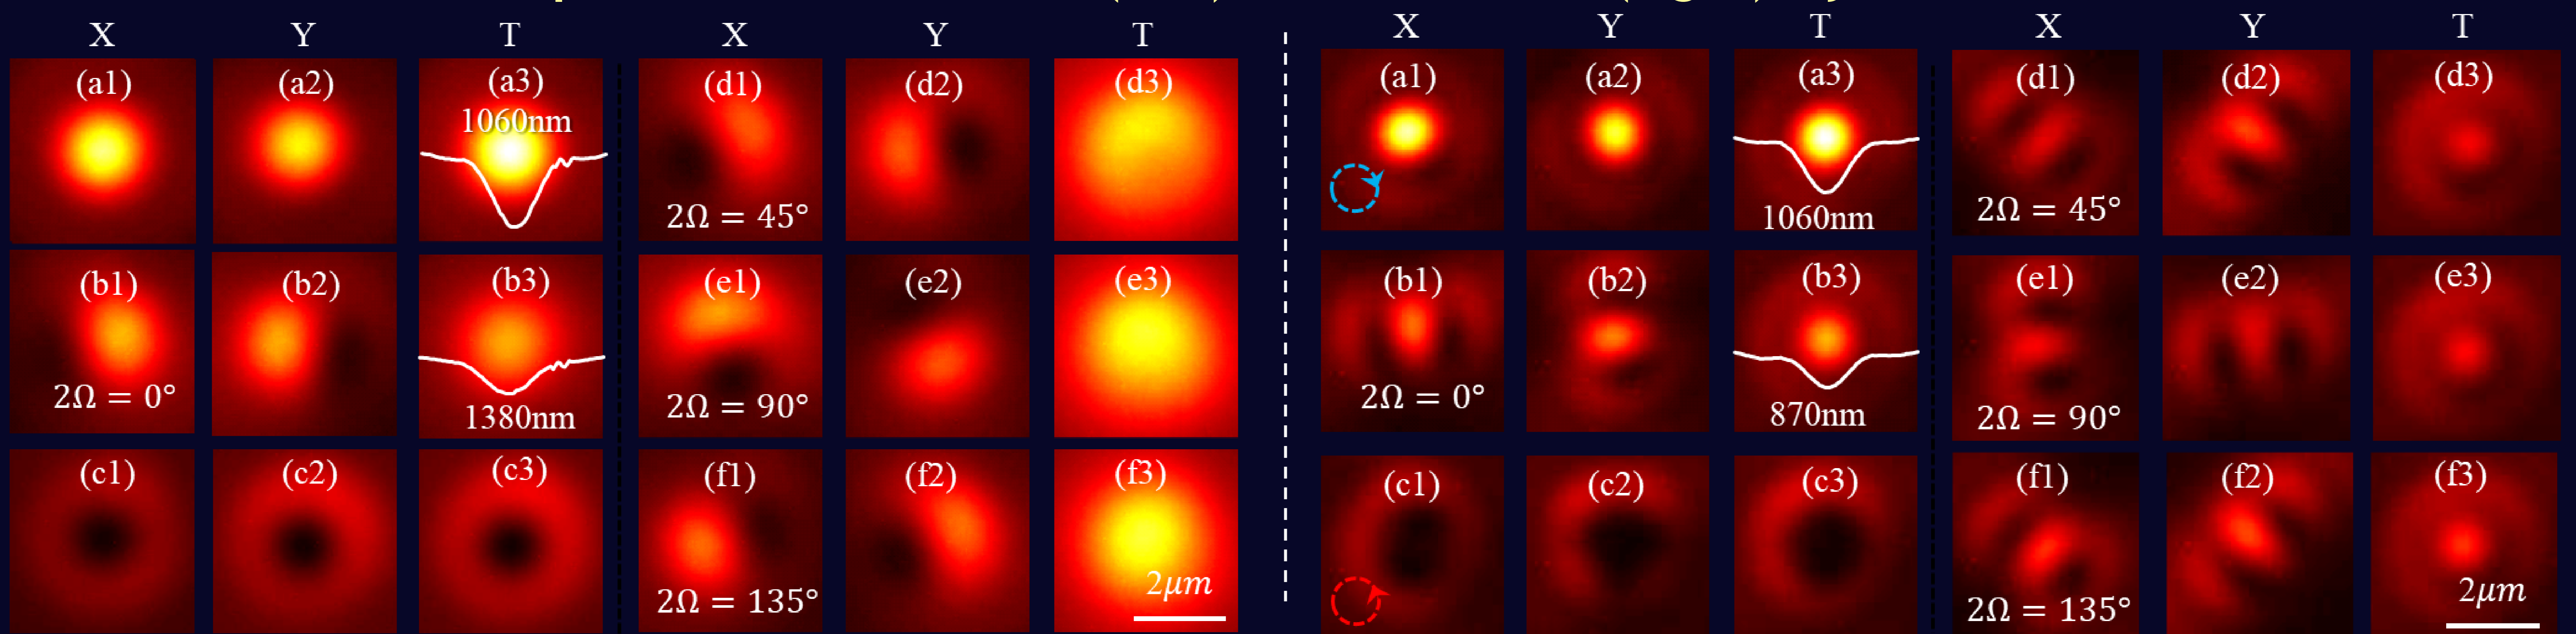 X Y T X Y T
(a1) (a2) (a3) 1060nm (d1) 2Ω = 45° (d2) (d3)
(b1) 2Ω = 0° (b2) (b3) 1380nm (e1) 2Ω = 90° (e2) (e3)
(c1) (c2) (c3) (f1) 2Ω = 135° (f2) (f3) 2μm
X Y T X Y T
(a1) (a2) (a3) 1060nm (d1) 2Ω = 45° (d2) (d3)
(b1) 2Ω = 0° (b2) (b3) 870nm (e1) 2Ω = 90° (e2) (e3)
(c1) (c2) (c3) (f1) 2Ω = 135° (f2) (f3) 2μm